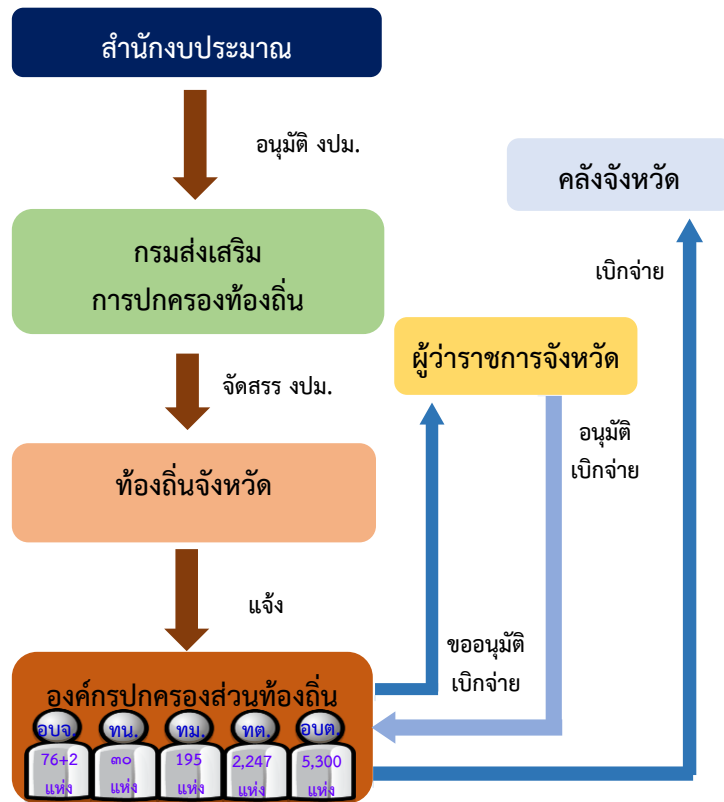 สำนักงบประมาณ
อนุมัติ งปม.
คลังจังหวัด
กรมส่งเสริม
การปกครองท้องถิ่น
เบิกจ่าย
ผู้ว่าราชการจังหวัด
จัดสรร งปม.
อนุมัติ
เบิกจ่าย
ท้องถิ่นจังหวัด
แจ้ง
ขออนุมัติ
เบิกจ่าย
องค์กรปกครองส่วนท้องถิ่น
อบจ. ทน. ทม. ทต. อบต.
76+2 ๓๐ 195 2,247 5,300
แห่ง แห่ง แห่ง แห่ง แห่ง